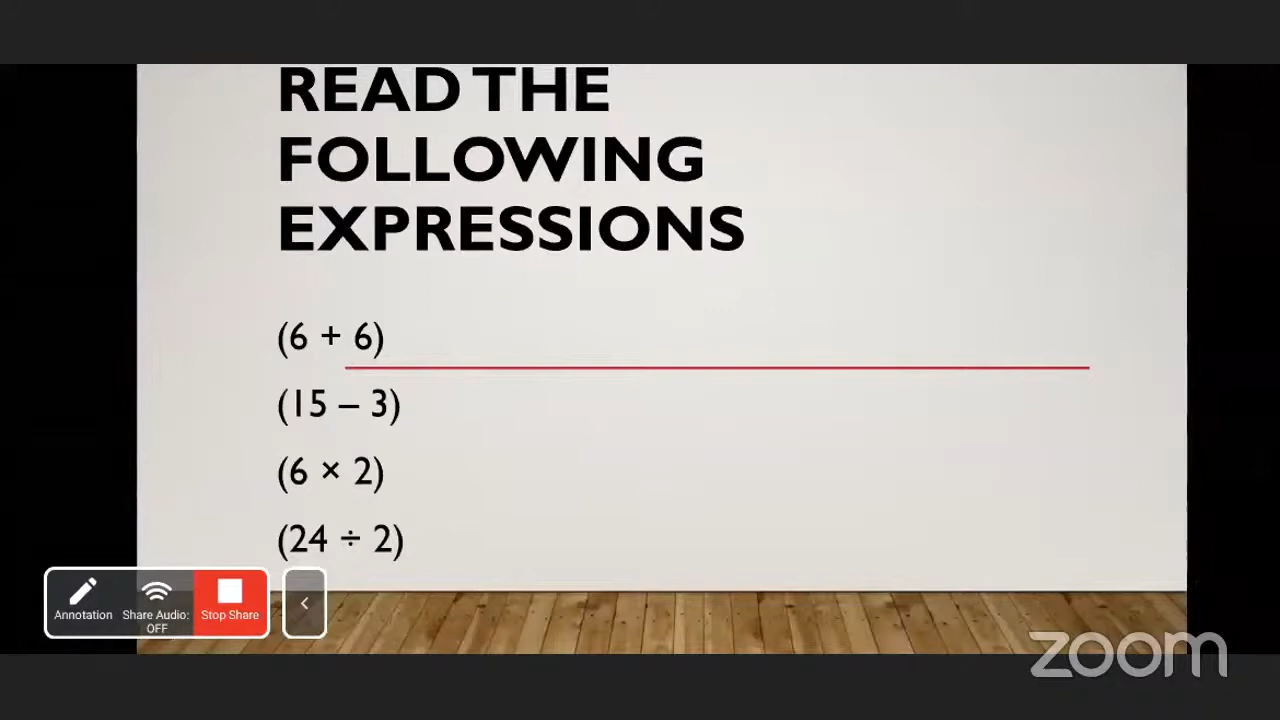 READ THE
FOLLOWING
EXPRESSIONS
(6 + 6)
(15 – 3)
(6 × 2)
(24 ÷ 2)
Annotation
Share Audio:
OFF
Stop Share
zoom